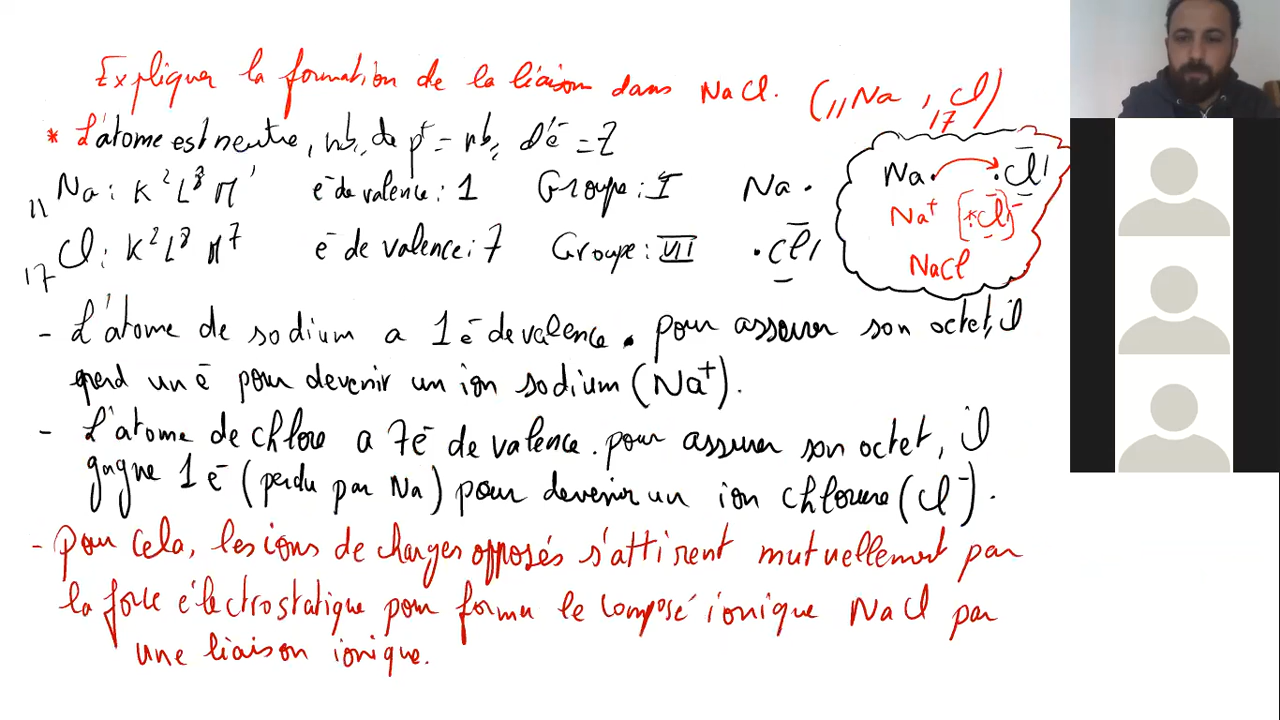 Expliquer la formation de la liaison dans NaCl. (₁₁Na , ₁₇Cl)
* L'atome est neutre, nb. de p⁺ = nb. d'é = Z
₁₁Na : K² L⁸ M¹ é de valence : 1 Groupe : I Na ·
₁₇Cl : K² L⁸ M⁷ é de valence : 7 Groupe : VII · Cl
Na · · Cl
Na⁺ [*Cl]⁻
NaCl
- L'atome de sodium a 1 é de valence. pour assurer son octet, il
perd un é pour devenir un ion sodium (Na⁺).
- L'atome de chlore a 7é de valence. pour assurer son octet, il
gagne 1 é (perdu par Na) pour devenir un ion chlorure (Cl⁻).
- Pour cela, les ions de charges opposés s'attirent mutuellement par
la force électrostatique pour former le composé ionique NaCl par
une liaison ionique.